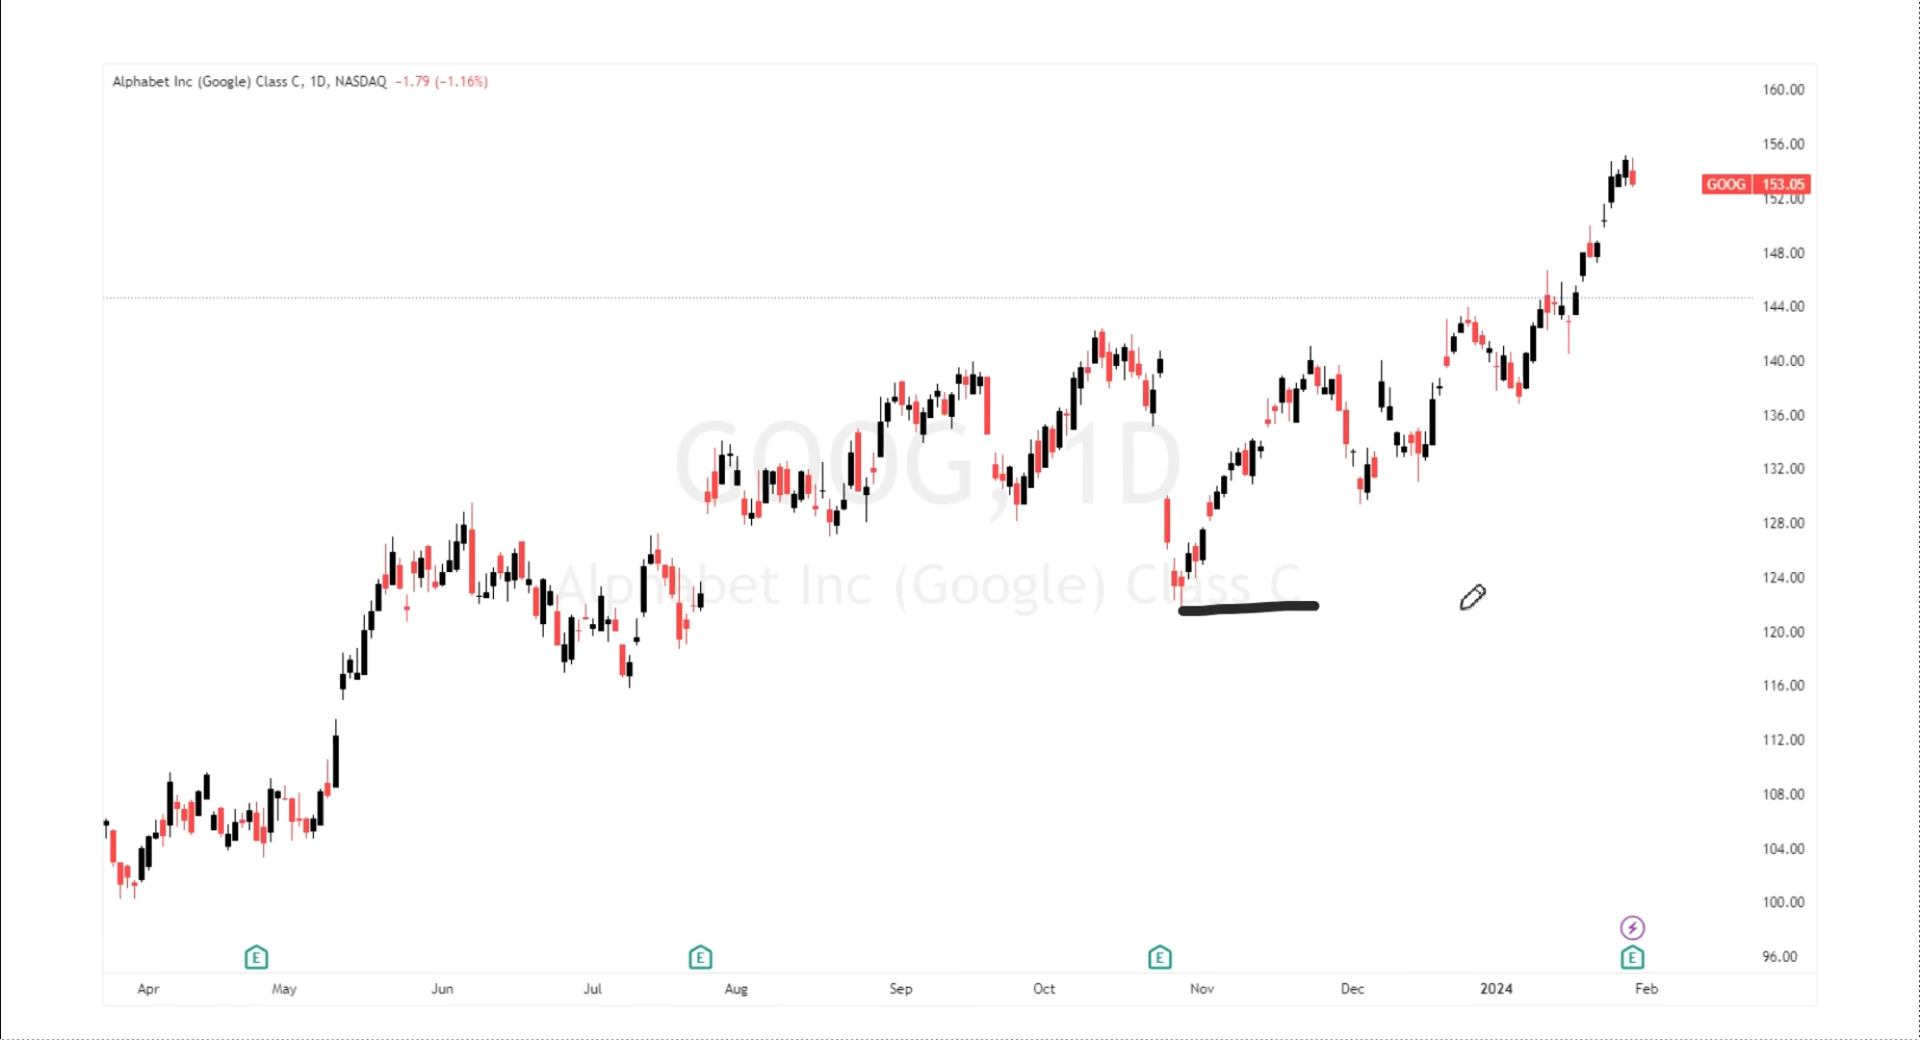 Alphabet Inc (Google) Class C, 1D, NASDAQ −1.79 (−1.16%)
160.00
156.00
GOOG 153.05
152.00
148.00
144.00
140.00
136.00
GOOG, 1D
132.00
128.00
Alphabet Inc (Google) Class C
124.00
120.00
116.00
112.00
108.00
104.00
100.00
E E E E
96.00
Apr May Jun Jul Aug Sep Oct Nov Dec 2024 Feb